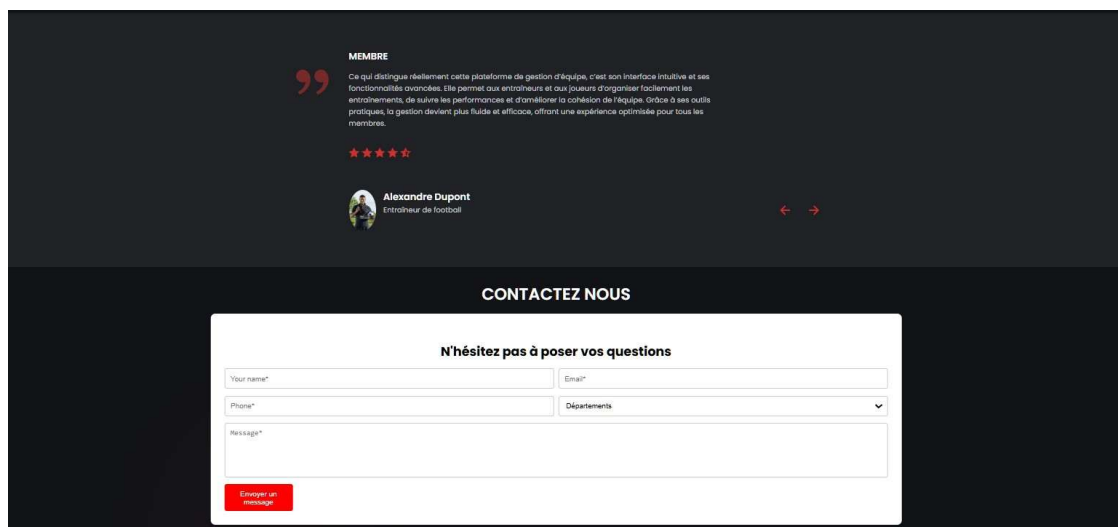 MEMBRE
Ce qui distingue réellement cette plateforme de gestion d'équipe, c'est son interface intuitive et ses
fonctionnalités avancées. Elle permet aux entraîneurs et aux joueurs d'organiser facilement les
entraînements, de suivre les performances et d'améliorer la cohésion de l'équipe. Grâce à ses outils
pratiques, la gestion devient plus fluide et efficace, offrant une expérience optimisée pour tous les
membres.
Alexandre Dupont
Entraîneur de football
CONTACTEZ NOUS
N'hésitez pas à poser vos questions
Your name*
Email*
Phone*
Départements
Message*
Envoyer un
message